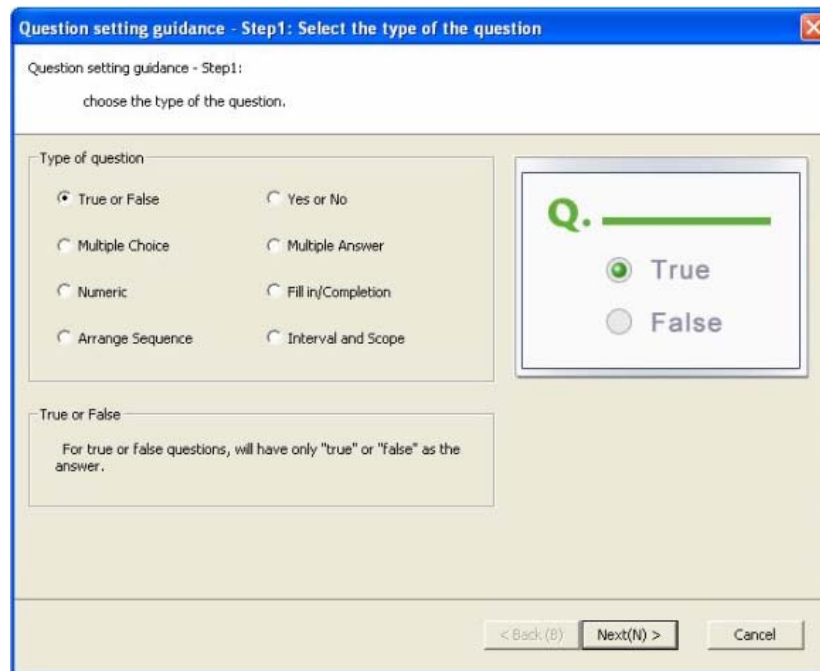 Question setting guidance - Step1: Select the type of the question
Question setting guidance - Step1:
choose the type of the question.
Type of question
True or False
Yes or No
Multiple Choice
Multiple Answer
Numeric
Fill in/Completion
Arrange Sequence
Interval and Scope
Q.
True
False
True or False
For true or false questions, will have only "true" or "false" as the
answer.
< Back (B)
Next(N) >
Cancel